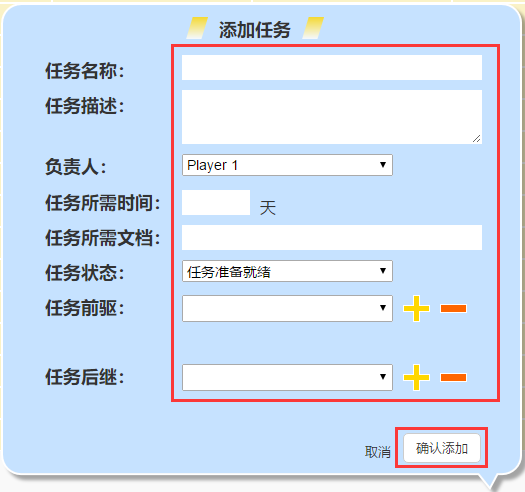 添加任务
任务名称：
任务描述：
负责人： Player 1
任务所需时间： 天
任务所需文档：
任务状态： 任务准备就绪
任务前驱：
任务后继：
取消 确认添加